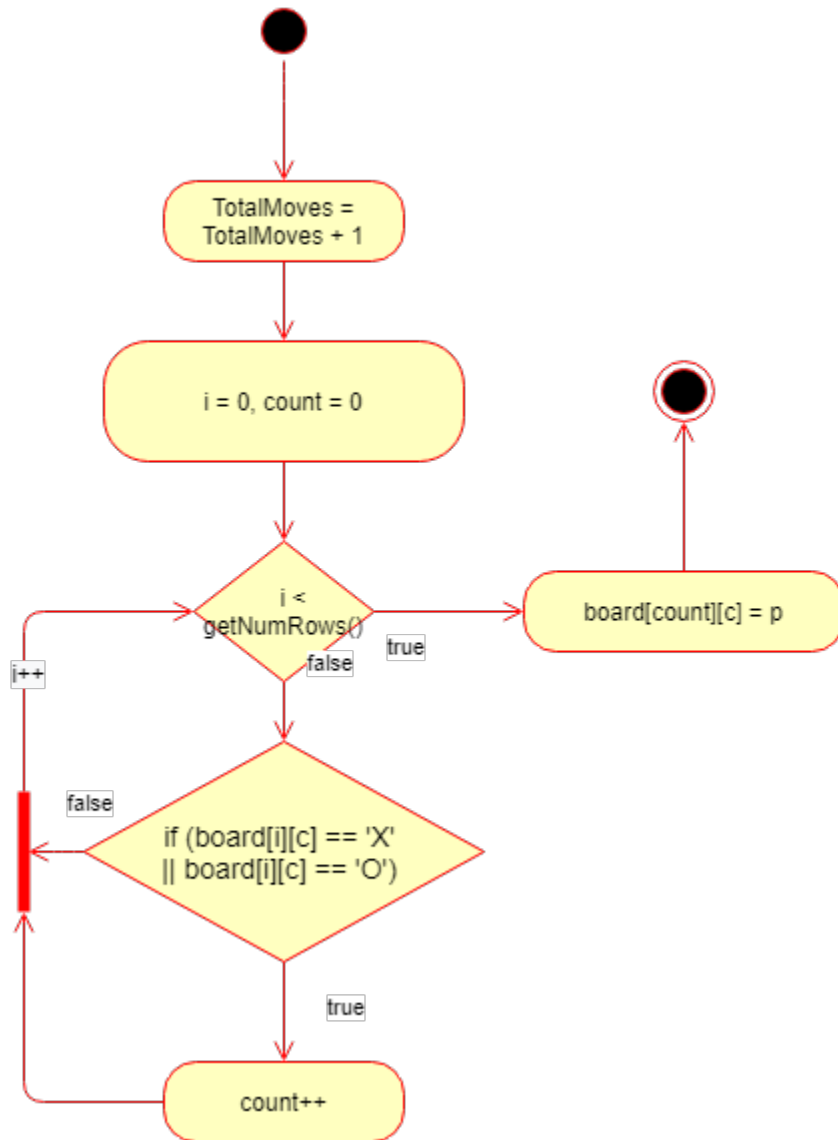 TotalMoves =
TotalMoves + 1
i = 0, count = 0
i <
getNumRows()
false
true
board[count][c] = p
i++
false
if (board[i][c] == 'X'
|| board[i][c] == 'O')
true
count++